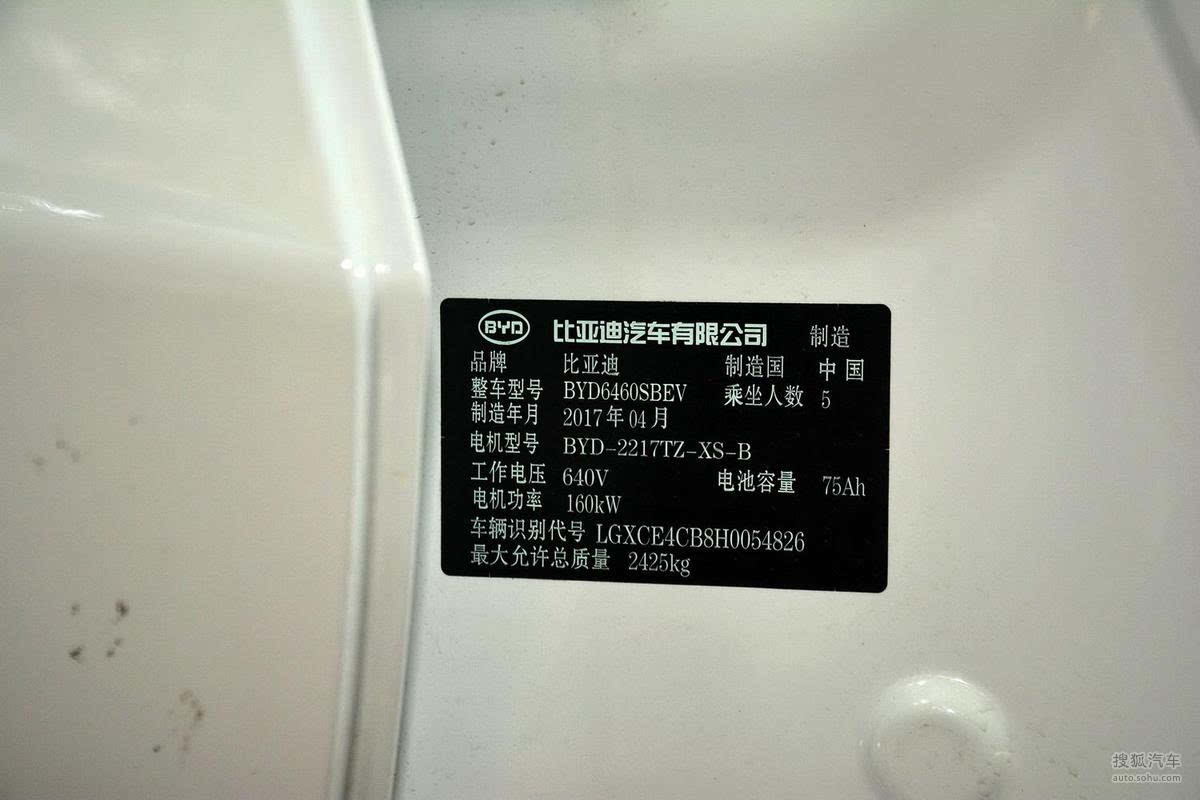 BYD 比亚迪汽车有限公司 制造
品牌 比亚迪 制造国 中国
整车型号 BYD6460SBEV 乘坐人数 5
制造年月 2017年04月
电机型号 BYD-2217TZ-XS-B
工作电压 640V 电池容量 75Ah
电机功率 160kW
车辆识别代号 LGXCE4CB8H0054826
最大允许总质量 2425kg
搜狐汽车
auto.sohu.com